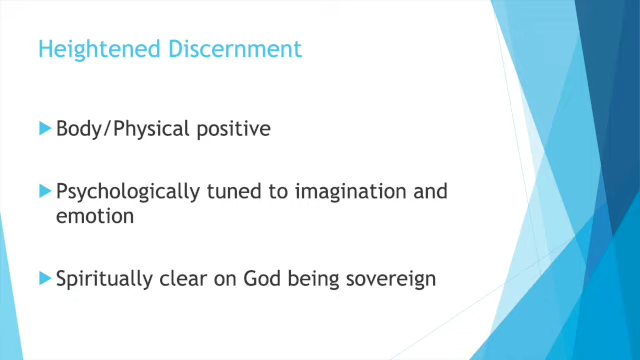 Heightened Discernment
Body/Physical positive
Psychologically tuned to imagination and
emotion
Spiritually clear on God being sovereign